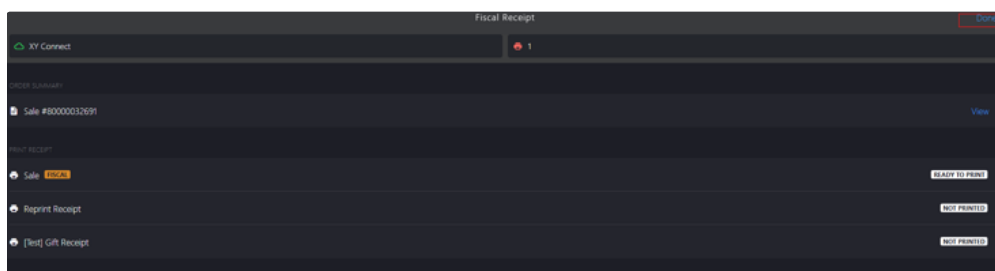 Fiscal Receipt
Done
XY Connect
1
ORDER SUMMARY
Sale #80000032691
View
PRINT RECEIPT
Sale FISCAL
READY TO PRINT
Reprint Receipt
NOT PRINTED
[Test] Gift Receipt
NOT PRINTED